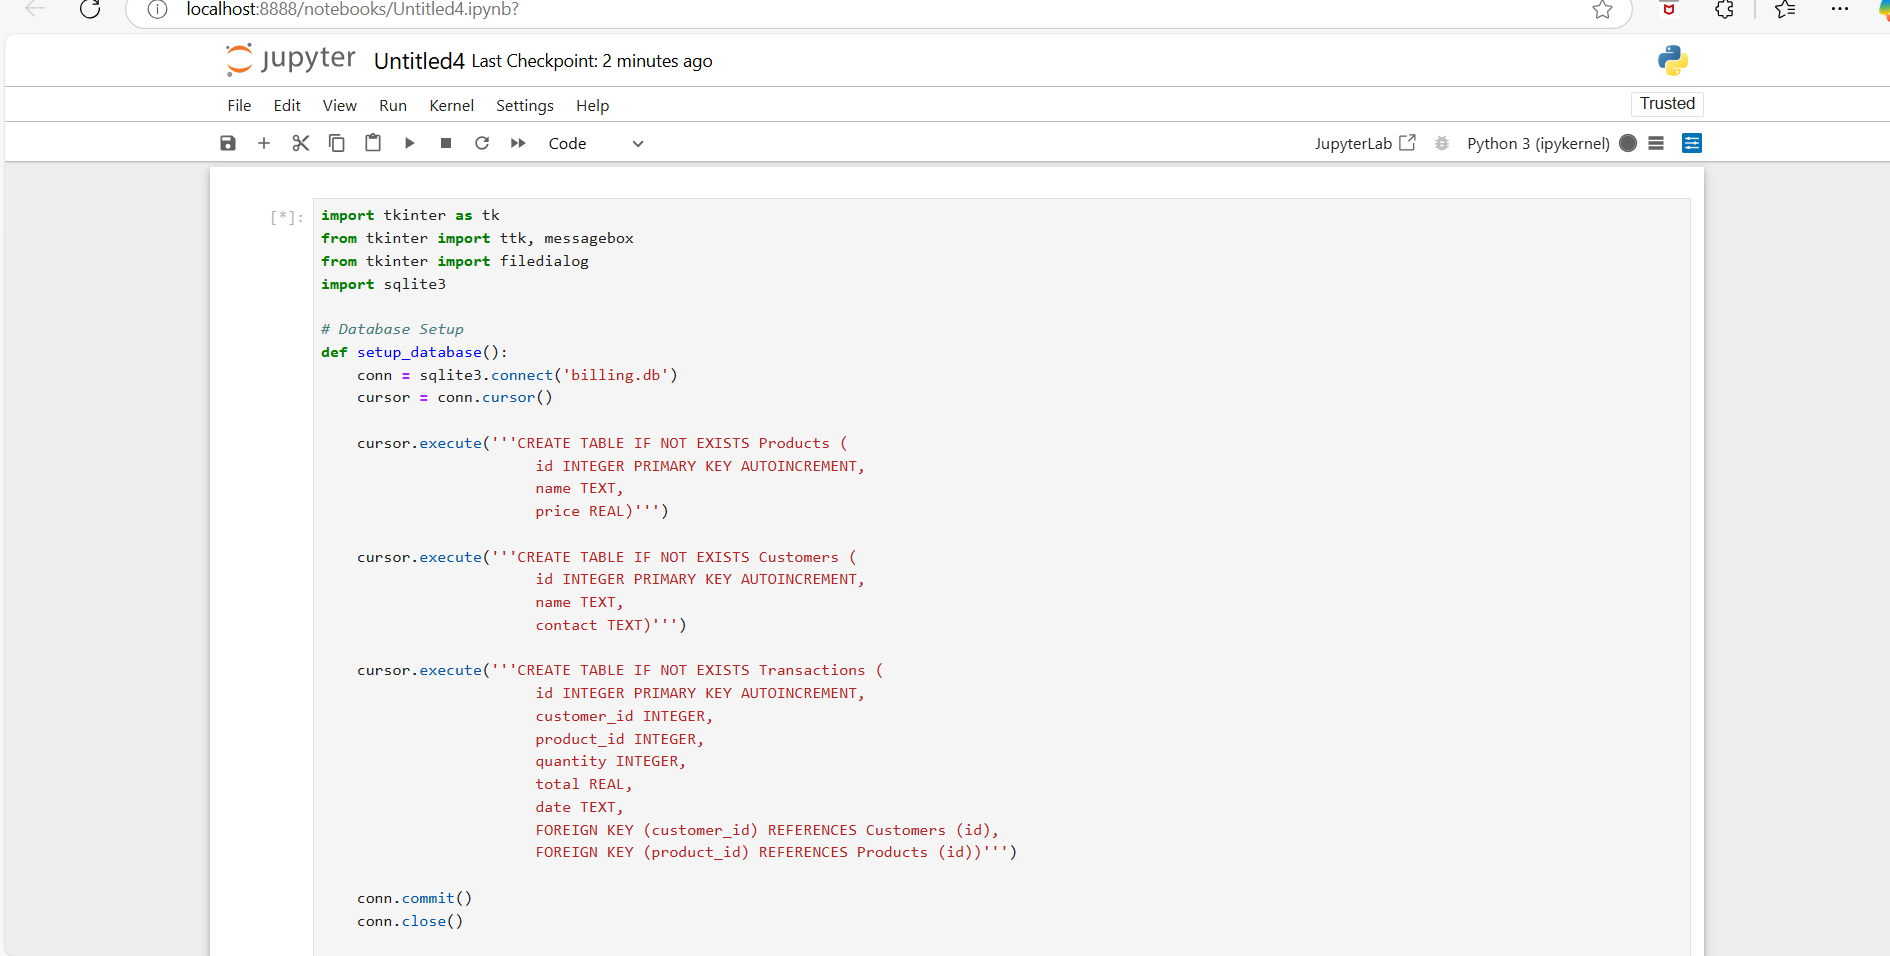 localhost:8888/notebooks/Untitled4.ipynb?
jupyter Untitled4 Last Checkpoint: 2 minutes ago
File Edit View Run Kernel Settings Help Trusted
Code JupyterLab Python 3 (ipykernel)
[*]: import tkinter as tk
from tkinter import ttk, messagebox
from tkinter import filedialog
import sqlite3
# Database Setup
def setup_database():
conn = sqlite3.connect('billing.db')
cursor = conn.cursor()
cursor.execute('''CREATE TABLE IF NOT EXISTS Products (
id INTEGER PRIMARY KEY AUTOINCREMENT,
name TEXT,
price REAL)''')
cursor.execute('''CREATE TABLE IF NOT EXISTS Customers (
id INTEGER PRIMARY KEY AUTOINCREMENT,
name TEXT,
contact TEXT)''')
cursor.execute('''CREATE TABLE IF NOT EXISTS Transactions (
id INTEGER PRIMARY KEY AUTOINCREMENT,
customer_id INTEGER,
product_id INTEGER,
quantity INTEGER,
total REAL,
date TEXT,
FOREIGN KEY (customer_id) REFERENCES Customers (id),
FOREIGN KEY (product_id) REFERENCES Products (id))''')
conn.commit()
conn.close()